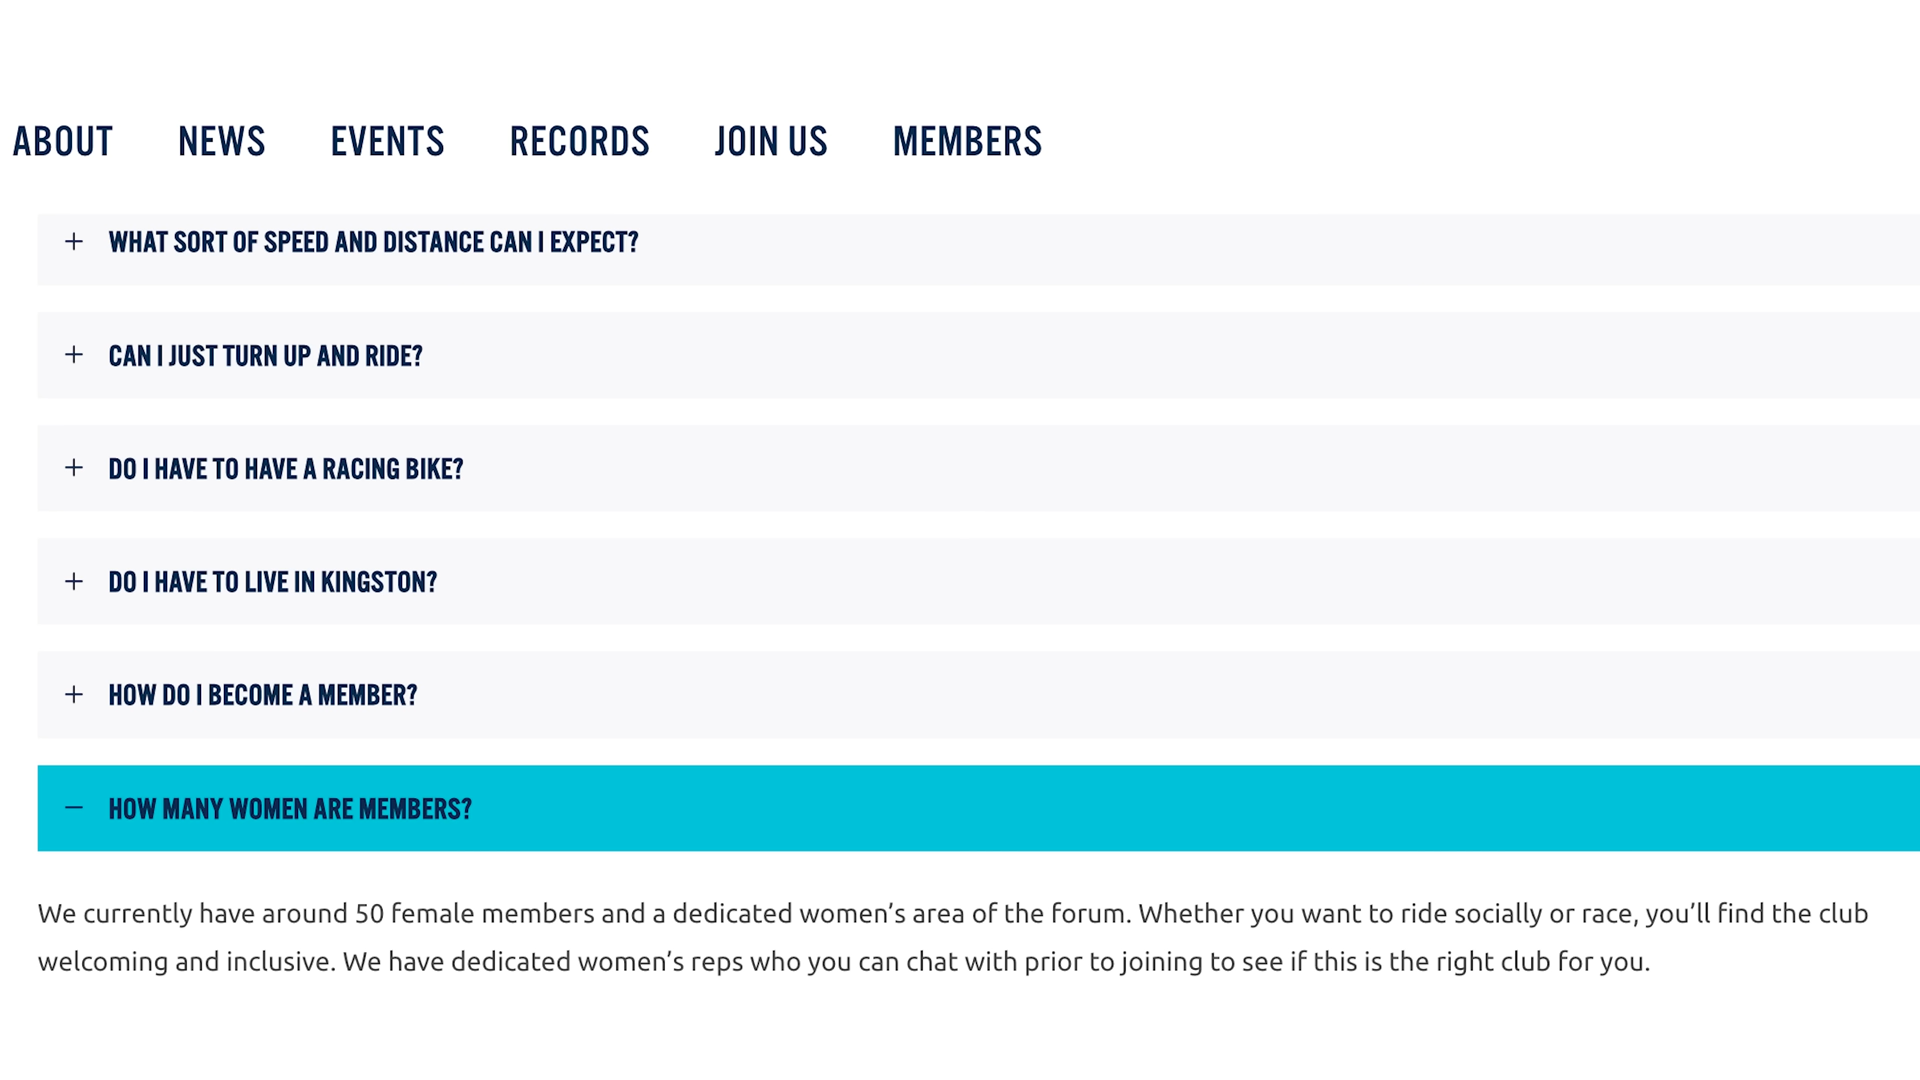 ABOUT NEWS EVENTS RECORDS JOIN US MEMBERS
+ WHAT SORT OF SPEED AND DISTANCE CAN I EXPECT?
+ CAN I JUST TURN UP AND RIDE?
+ DO I HAVE TO HAVE A RACING BIKE?
+ DO I HAVE TO LIVE IN KINGSTON?
+ HOW DO I BECOME A MEMBER?
– HOW MANY WOMEN ARE MEMBERS?
We currently have around 50 female members and a dedicated women’s area of the forum. Whether you want to ride socially or race, you’ll find the club
welcoming and inclusive. We have dedicated women’s reps who you can chat with prior to joining to see if this is the right club for you.